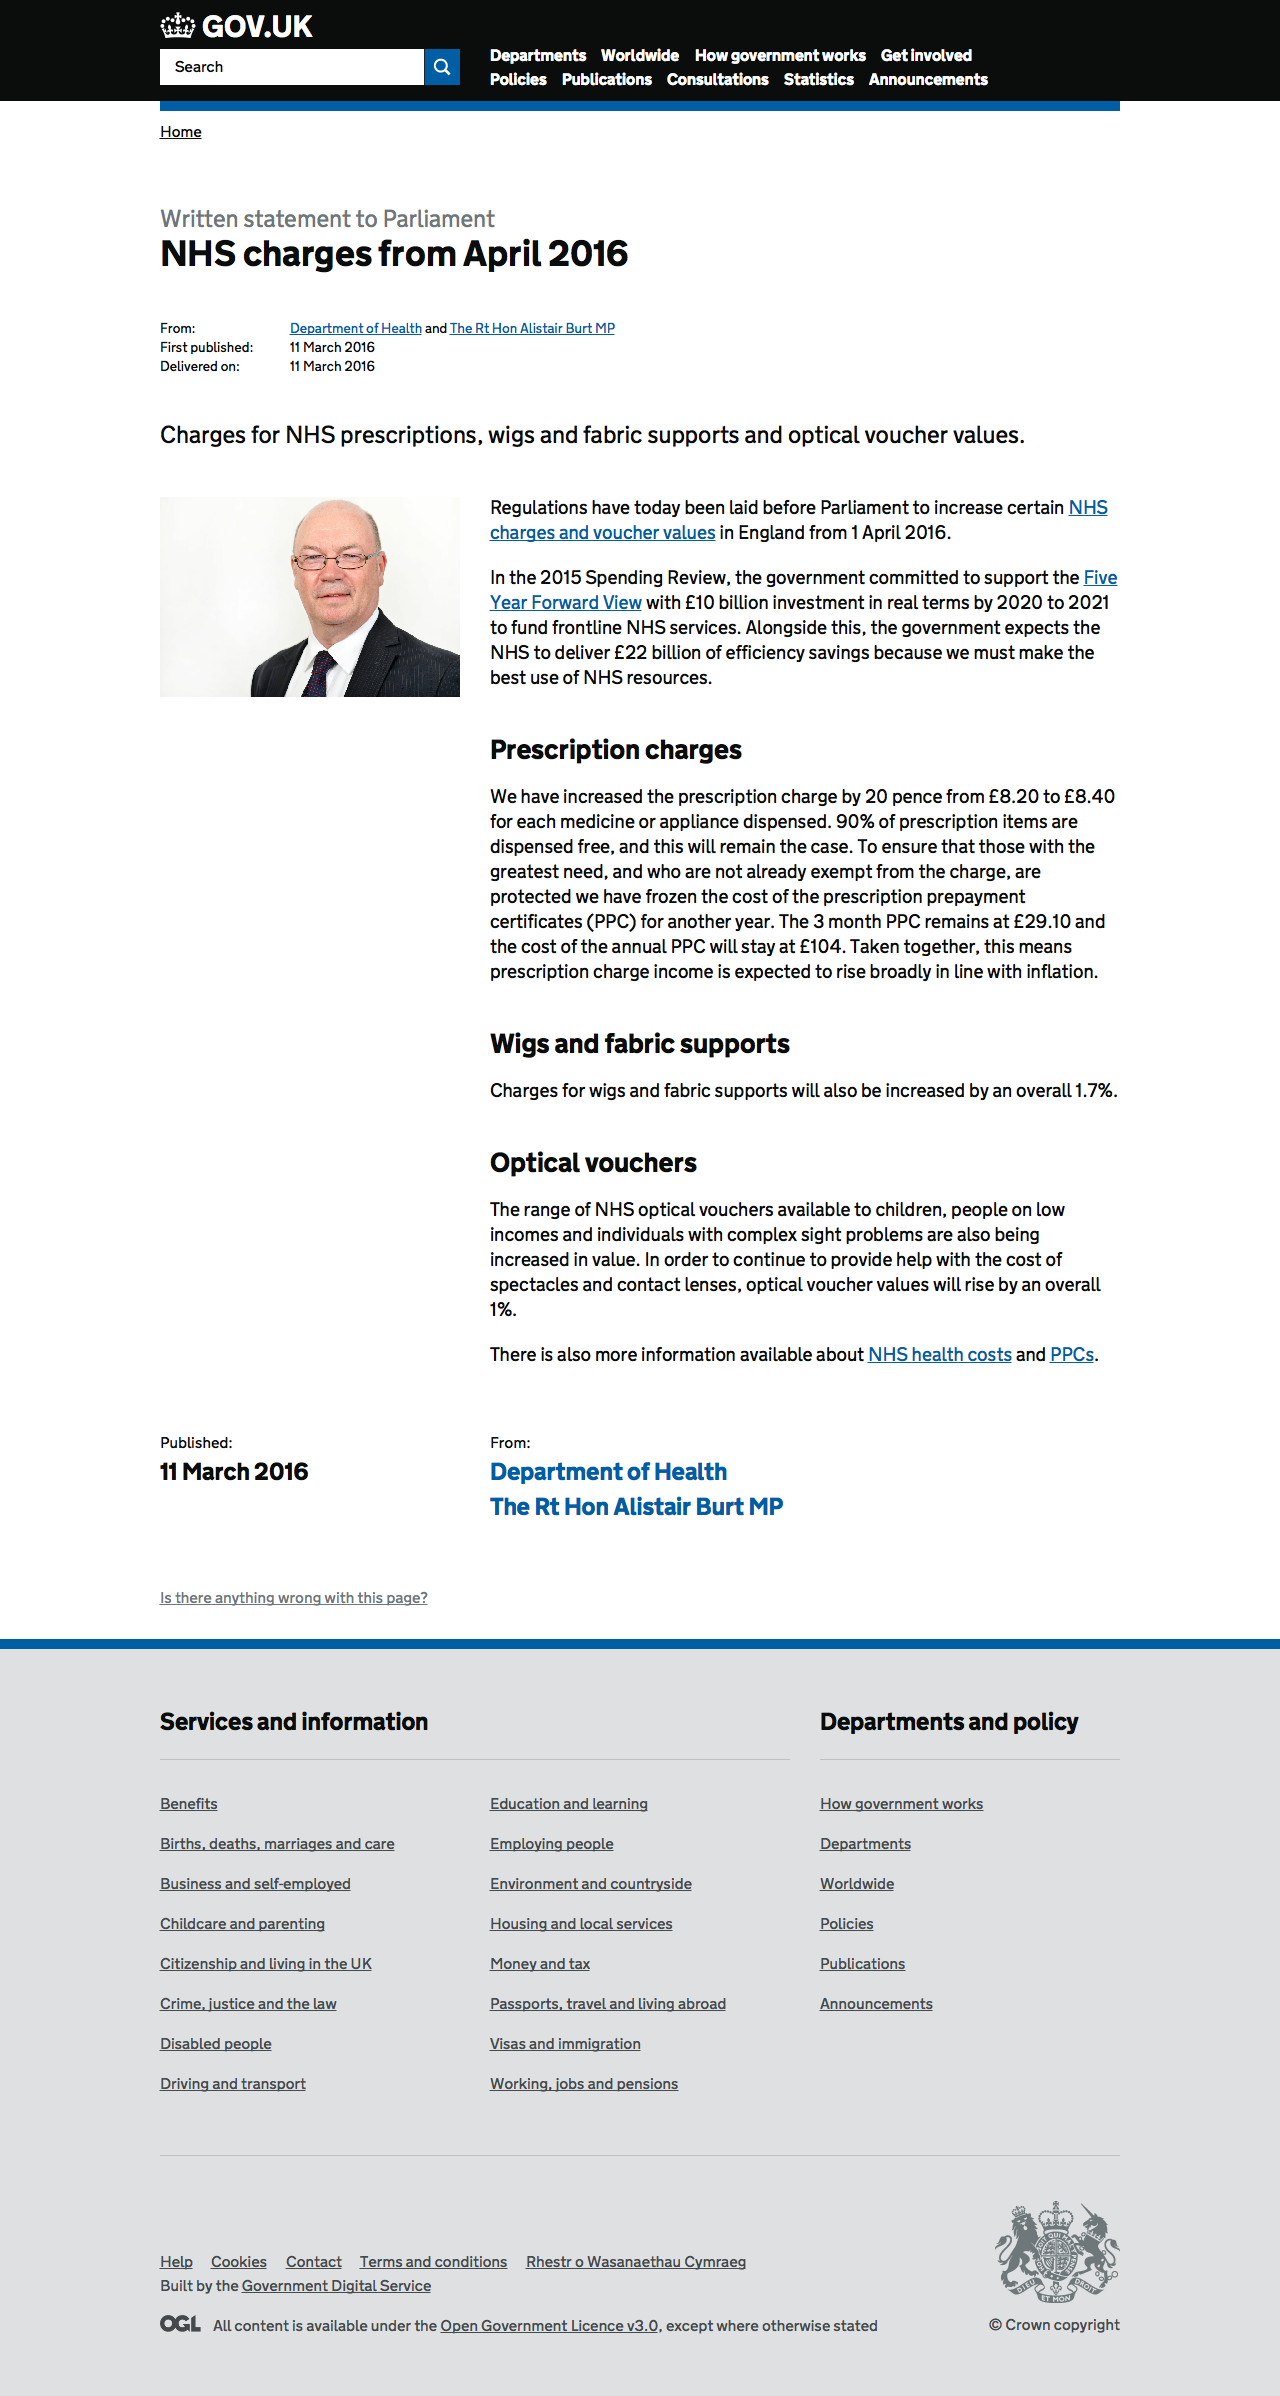 GOV.UK
Search
Departments Worldwide How government works Get involved
Policies Publications Consultations Statistics Announcements
Home
Written statement to Parliament
NHS charges from April 2016
From: Department of Health and The Rt Hon Alistair Burt MP
First published: 11 March 2016
Delivered on: 11 March 2016
Charges for NHS prescriptions, wigs and fabric supports and optical voucher values.
Regulations have today been laid before Parliament to increase certain NHS
charges and voucher values in England from 1 April 2016.
In the 2015 Spending Review, the government committed to support the Five
Year Forward View with £10 billion investment in real terms by 2020 to 2021
to fund frontline NHS services. Alongside this, the government expects the
NHS to deliver £22 billion of efficiency savings because we must make the
best use of NHS resources.
Prescription charges
We have increased the prescription charge by 20 pence from £8.20 to £8.40
for each medicine or appliance dispensed. 90% of prescription items are
dispensed free, and this will remain the case. To ensure that those with the
greatest need, and who are not already exempt from the charge, are
protected we have frozen the cost of the prescription prepayment
certificates (PPC) for another year. The 3 month PPC remains at £29.10 and
the cost of the annual PPC will stay at £104. Taken together, this means
prescription charge income is expected to rise broadly in line with inflation.
Wigs and fabric supports
Charges for wigs and fabric supports will also be increased by an overall 1.7%.
Optical vouchers
The range of NHS optical vouchers available to children, people on low
incomes and individuals with complex sight problems are also being
increased in value. In order to continue to provide help with the cost of
spectacles and contact lenses, optical voucher values will rise by an overall
1%.
There is also more information available about NHS health costs and PPCs.
Published:
11 March 2016
From:
Department of Health
The Rt Hon Alistair Burt MP
Is there anything wrong with this page?
Services and information
Benefits
Births, deaths, marriages and care
Business and self-employed
Childcare and parenting
Citizenship and living in the UK
Crime, justice and the law
Disabled people
Driving and transport
Education and learning
Employing people
Environment and countryside
Housing and local services
Money and tax
Passports, travel and living abroad
Visas and immigration
Working, jobs and pensions
Departments and policy
How government works
Departments
Worldwide
Policies
Publications
Announcements
Help Cookies Contact Terms and conditions Rhestr o Wasanaethau Cymraeg
Built by the Government Digital Service
OGL All content is available under the Open Government Licence v3.0, except where otherwise stated
DIEU ET MON DROIT
© Crown copyright